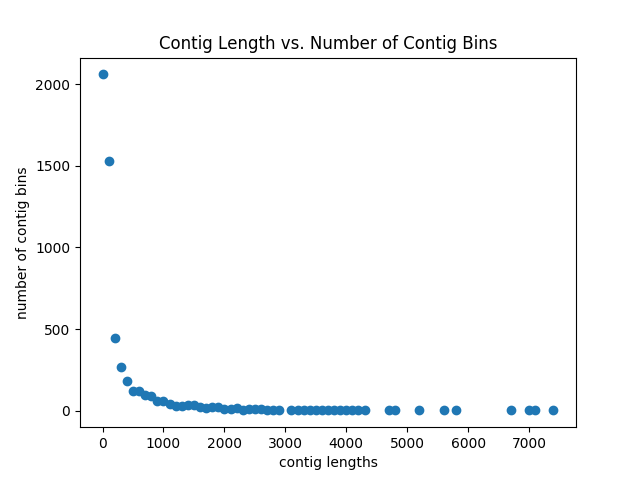 Contig Length vs. Number of Contig Bins
2000
1500
1000
500
0
number of contig bins
0 1000 2000 3000 4000 5000 6000 7000
contig lengths